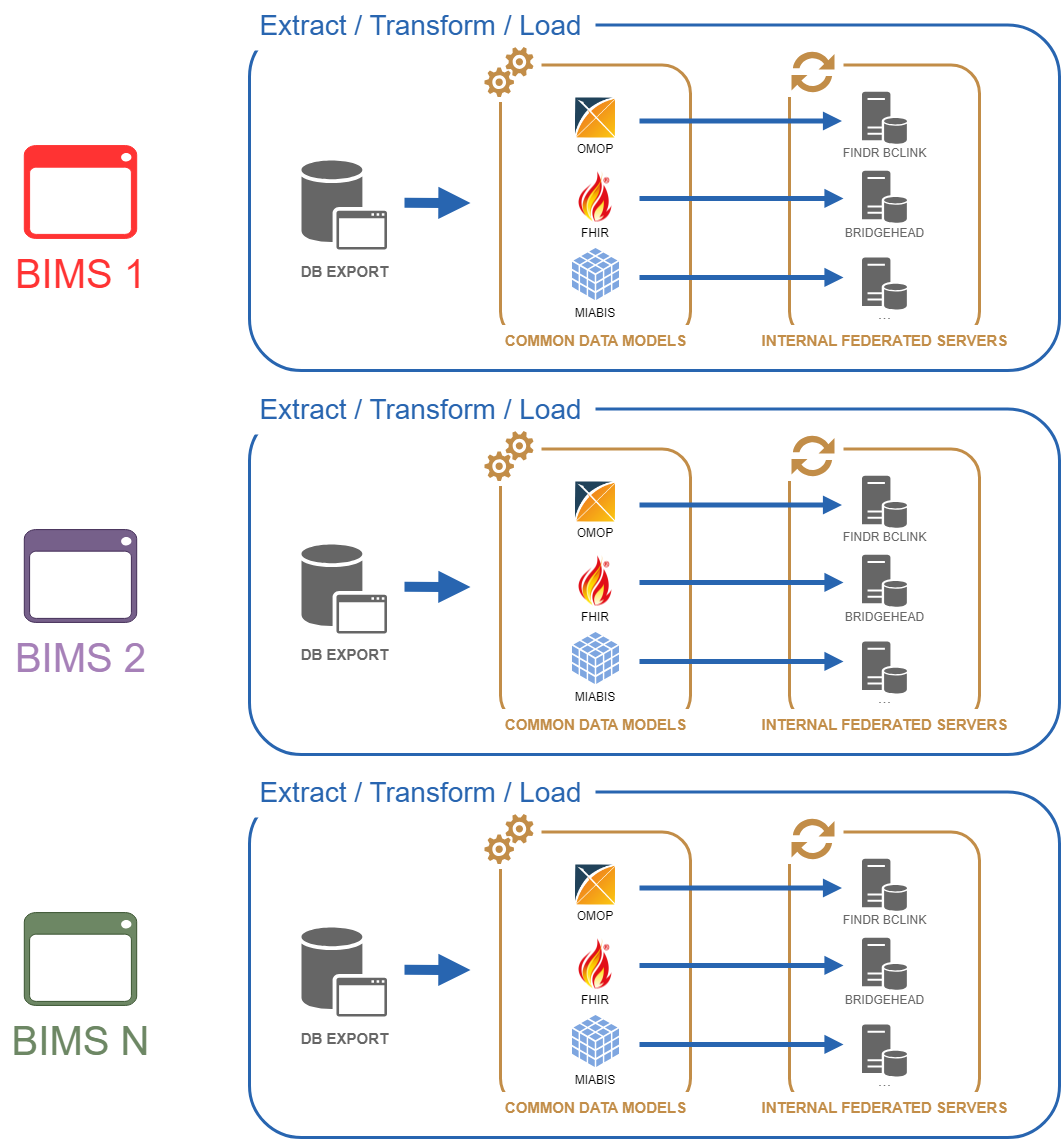 Extract / Transform / Load
OMOP
FINDR BCLINK
FHIR
BRIDGEHEAD
BIMS 1
DB EXPORT
MIABIS
...
COMMON DATA MODELS
INTERNAL FEDERATED SERVERS
Extract / Transform / Load
OMOP
FINDR BCLINK
FHIR
BRIDGEHEAD
BIMS 2
DB EXPORT
MIABIS
...
COMMON DATA MODELS
INTERNAL FEDERATED SERVERS
Extract / Transform / Load
OMOP
FINDR BCLINK
FHIR
BRIDGEHEAD
BIMS N
DB EXPORT
MIABIS
...
COMMON DATA MODELS
INTERNAL FEDERATED SERVERS